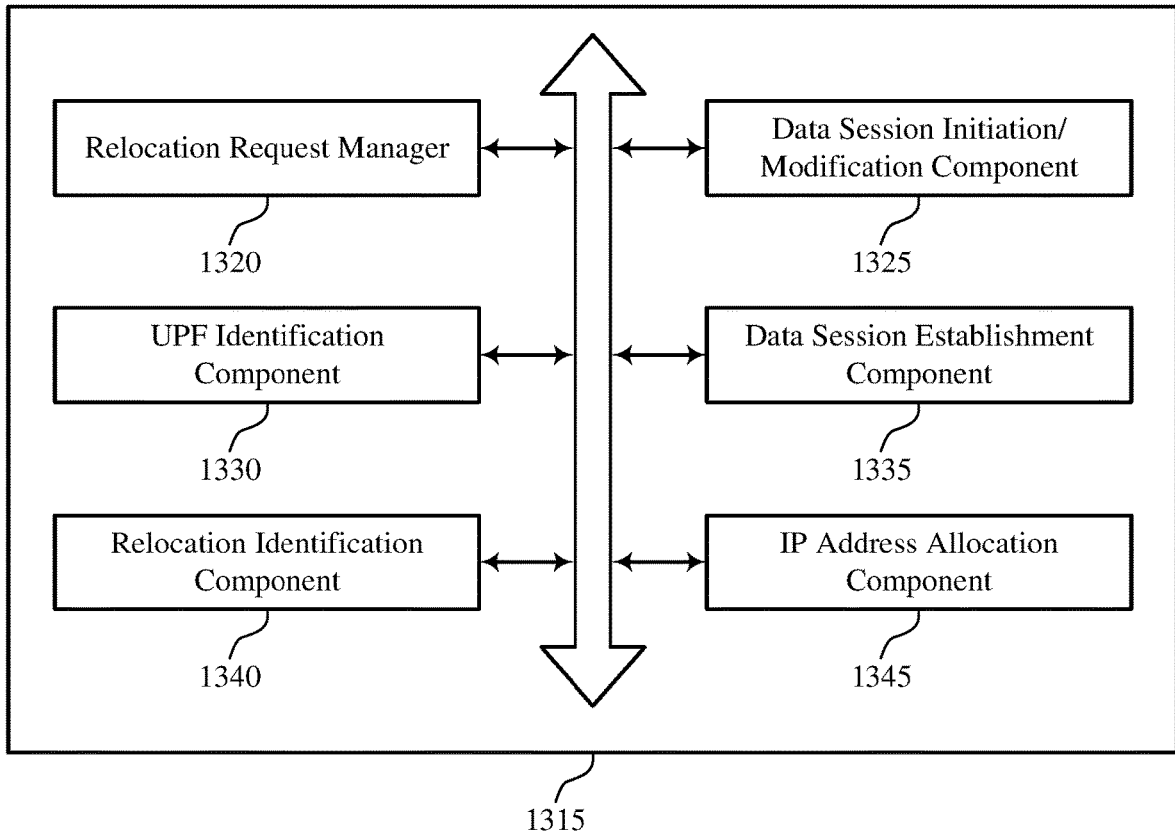 Relocation Request Manager
1320
Data Session Initiation/
Modification Component
1325
UPF Identification
Component
1330
Data Session Establishment
Component
1335
Relocation Identification
Component
1340
IP Address Allocation
Component
1345
1315